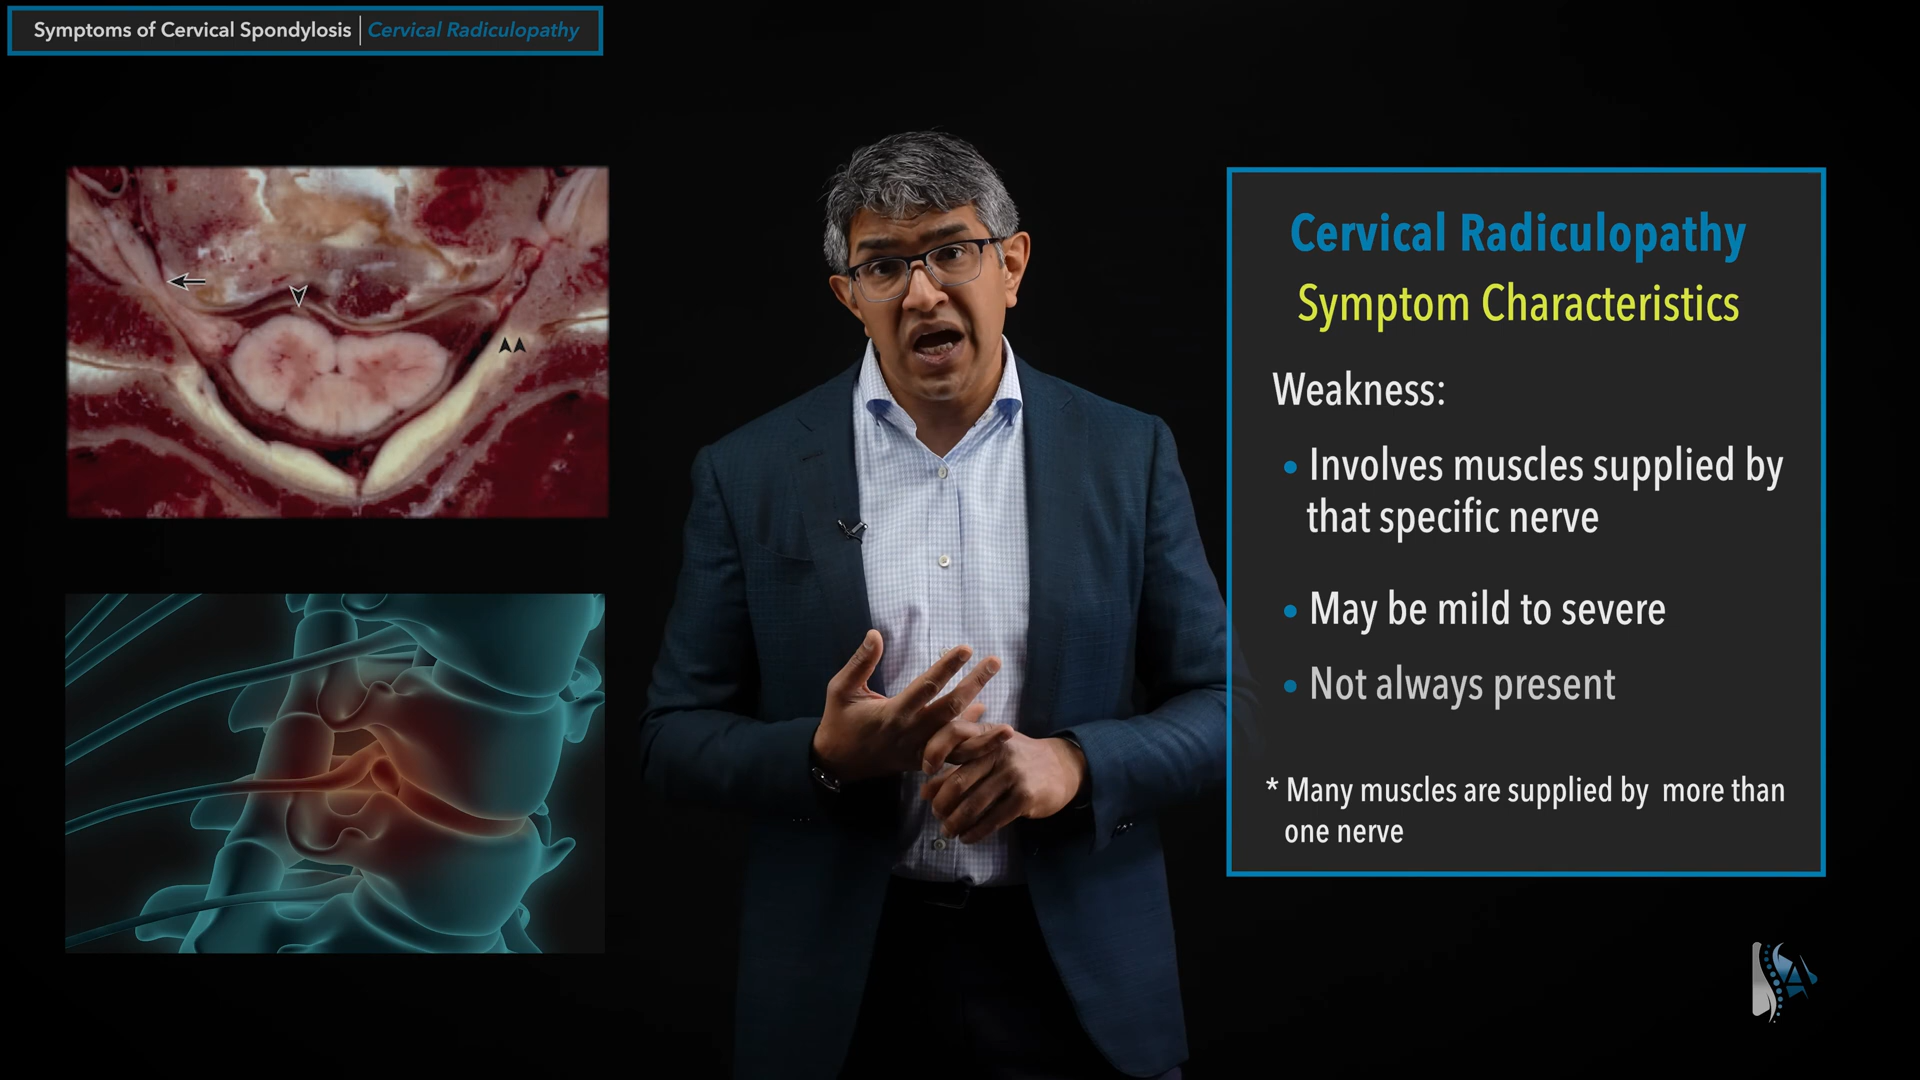 Symptoms of Cervical Spondylosis | Cervical Radiculopathy
Cervical Radiculopathy
Symptom Characteristics
Weakness:
• Involves muscles supplied by
that specific nerve
• May be mild to severe
• Not always present
* Many muscles are supplied by more than
one nerve